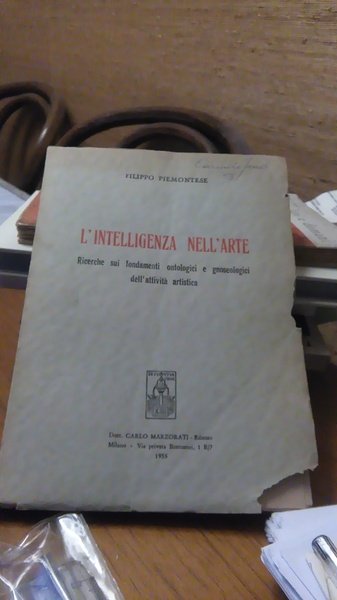 FILIPPO PIEMONTESE
L'INTELLIGENZA NELL'ARTE
Ricerche sui fondamenti ontologici e gnoseologici
dell'attività artistica
Dott. CARLO MARZORATI - Editore
Milano - Via privata Borromei, 1 B/7
1955